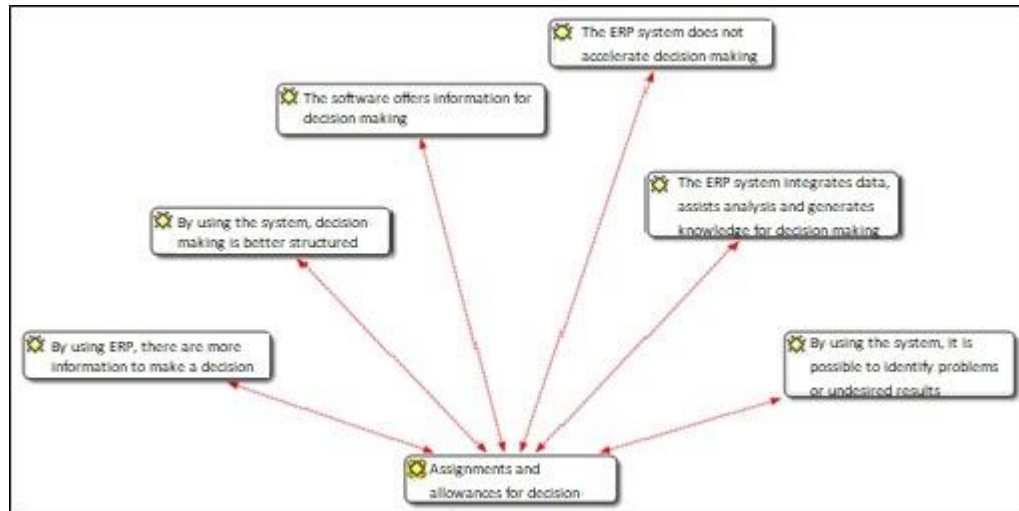 The ERP system does not
accelerate decision making
The software offers information for
decision making
The ERP system integrates data,
assists analysis and generates
knowledge for decision making
By using the system, decision
making is better structured
By using ERP, there are more
information to make a decision
By using the system, it is
possible to identify problems
or undesired results
Assignments and
allowances for decision